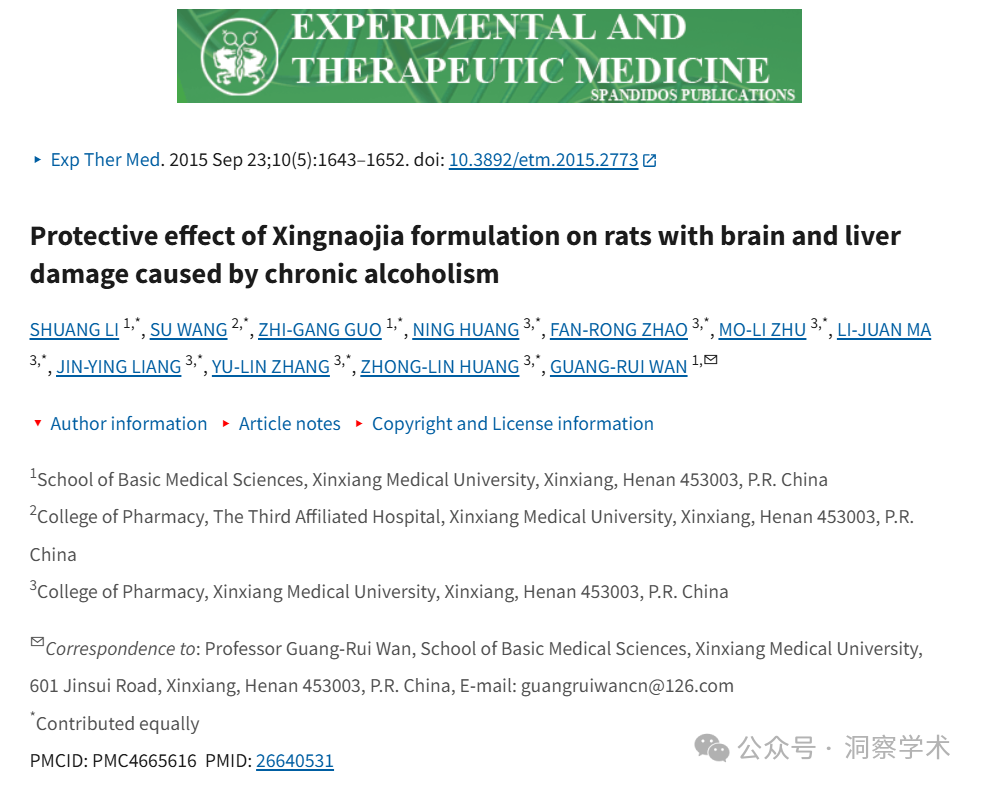 EXPERIMENTAL AND
THERAPEUTIC MEDICINE
SPANDIDOS PUBLICATIONS
Exp Ther Med. 2015 Sep 23;10(5):1643–1652. doi: 10.3892/etm.2015.2773
Protective effect of Xingnaojia formulation on rats with brain and liver
damage caused by chronic alcoholism
SHUANG LI 1,*, SU WANG 2,*, ZHI-GANG GUO 1,*, NING HUANG 3,*, FAN-RONG ZHAO 3,*, MO-LI ZHU 3,*, LI-JUAN MA
3,*, JIN-YING LIANG 3,*, YU-LIN ZHANG 3,*, ZHONG-LIN HUANG 3,*, GUANG-RUI WAN 1,✉
Author information Article notes Copyright and License information
1School of Basic Medical Sciences, Xinxiang Medical University, Xinxiang, Henan 453003, P.R. China
2College of Pharmacy, The Third Affiliated Hospital, Xinxiang Medical University, Xinxiang, Henan 453003, P.R.
China
3College of Pharmacy, Xinxiang Medical University, Xinxiang, Henan 453003, P.R. China
✉Correspondence to: Professor Guang-Rui Wan, School of Basic Medical Sciences, Xinxiang Medical University,
601 Jinsui Road, Xinxiang, Henan 453003, P.R. China, E-mail: guangruiwancn@126.com
*Contributed equally
PMCID: PMC4665616 PMID: 26640531
公众号 · 洞察学术